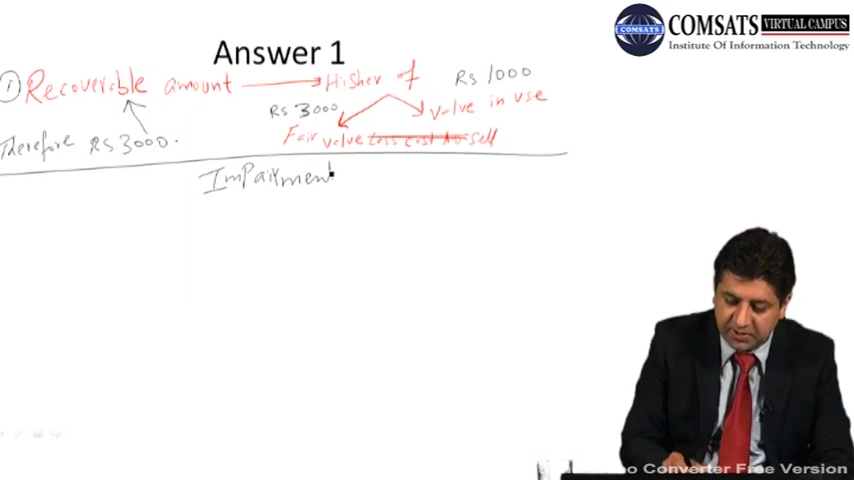 COMSATS VIRTUAL CAMPUS
Institute Of Information Technology
Answer 1
① Recoverable amount Higher of Rs 1000
Rs 3000 Value in use
Therefore Rs 3000. Fair value Less cost to sell.
Impairment
Converter Free Version